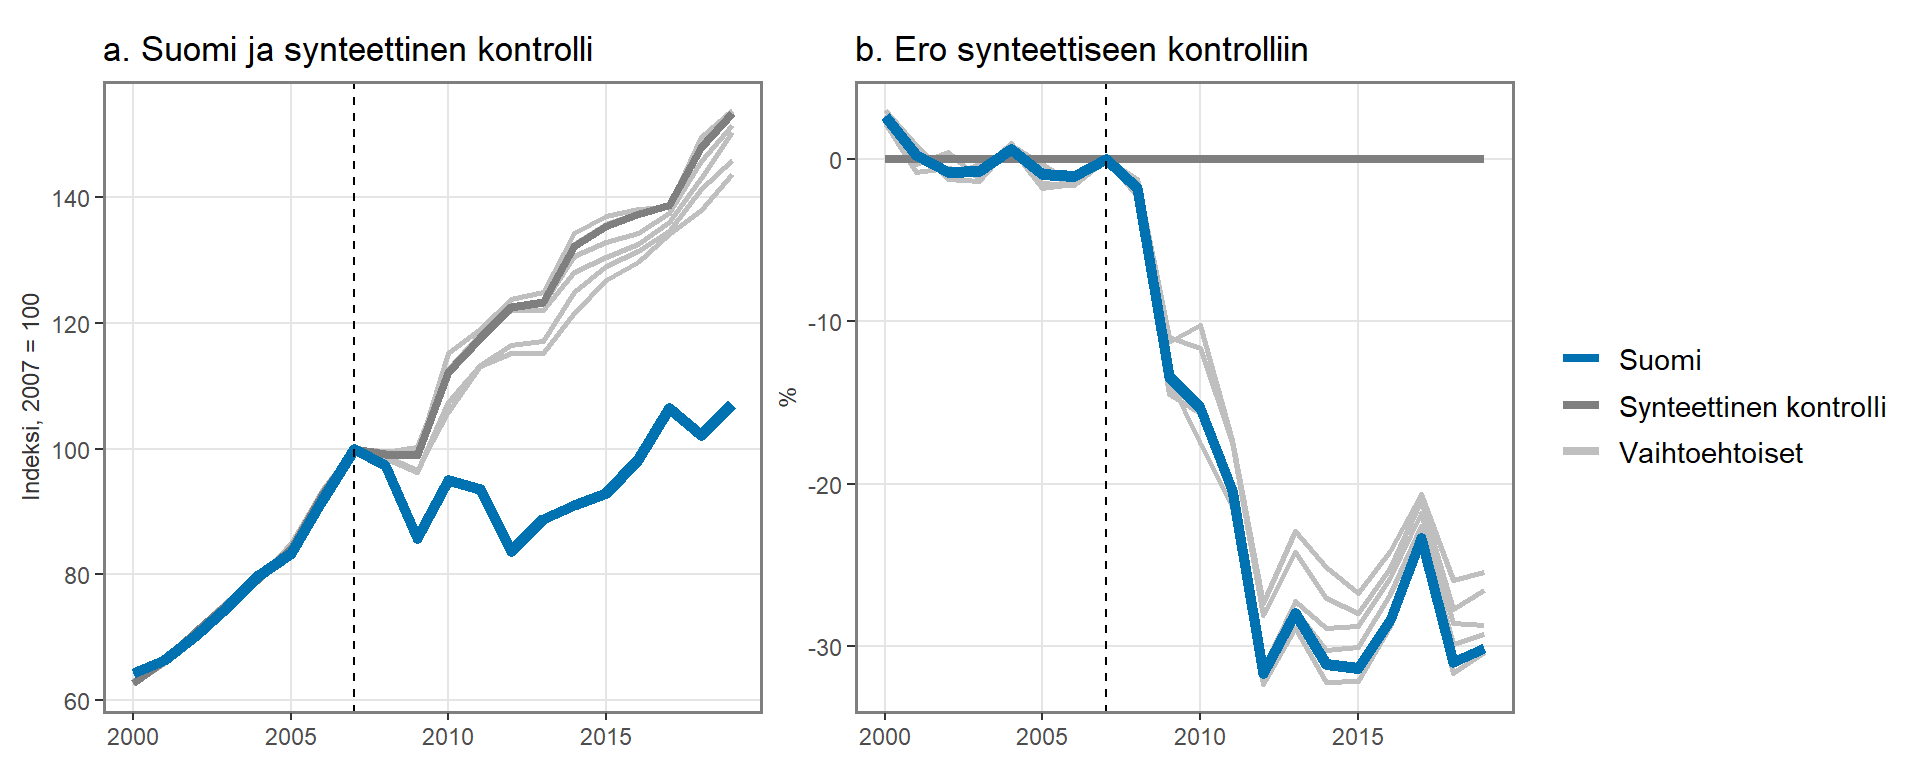 a. Suomi ja synteettinen kontrolli
Indeksi, 2007 = 100
140
120
100
80
60
2000 2005 2010 2015
b. Ero synteettiseen kontrolliin
%
0
-10
-20
-30
2000 2005 2010 2015
Suomi
Synteettinen kontrolli
Vaihtoehtoiset